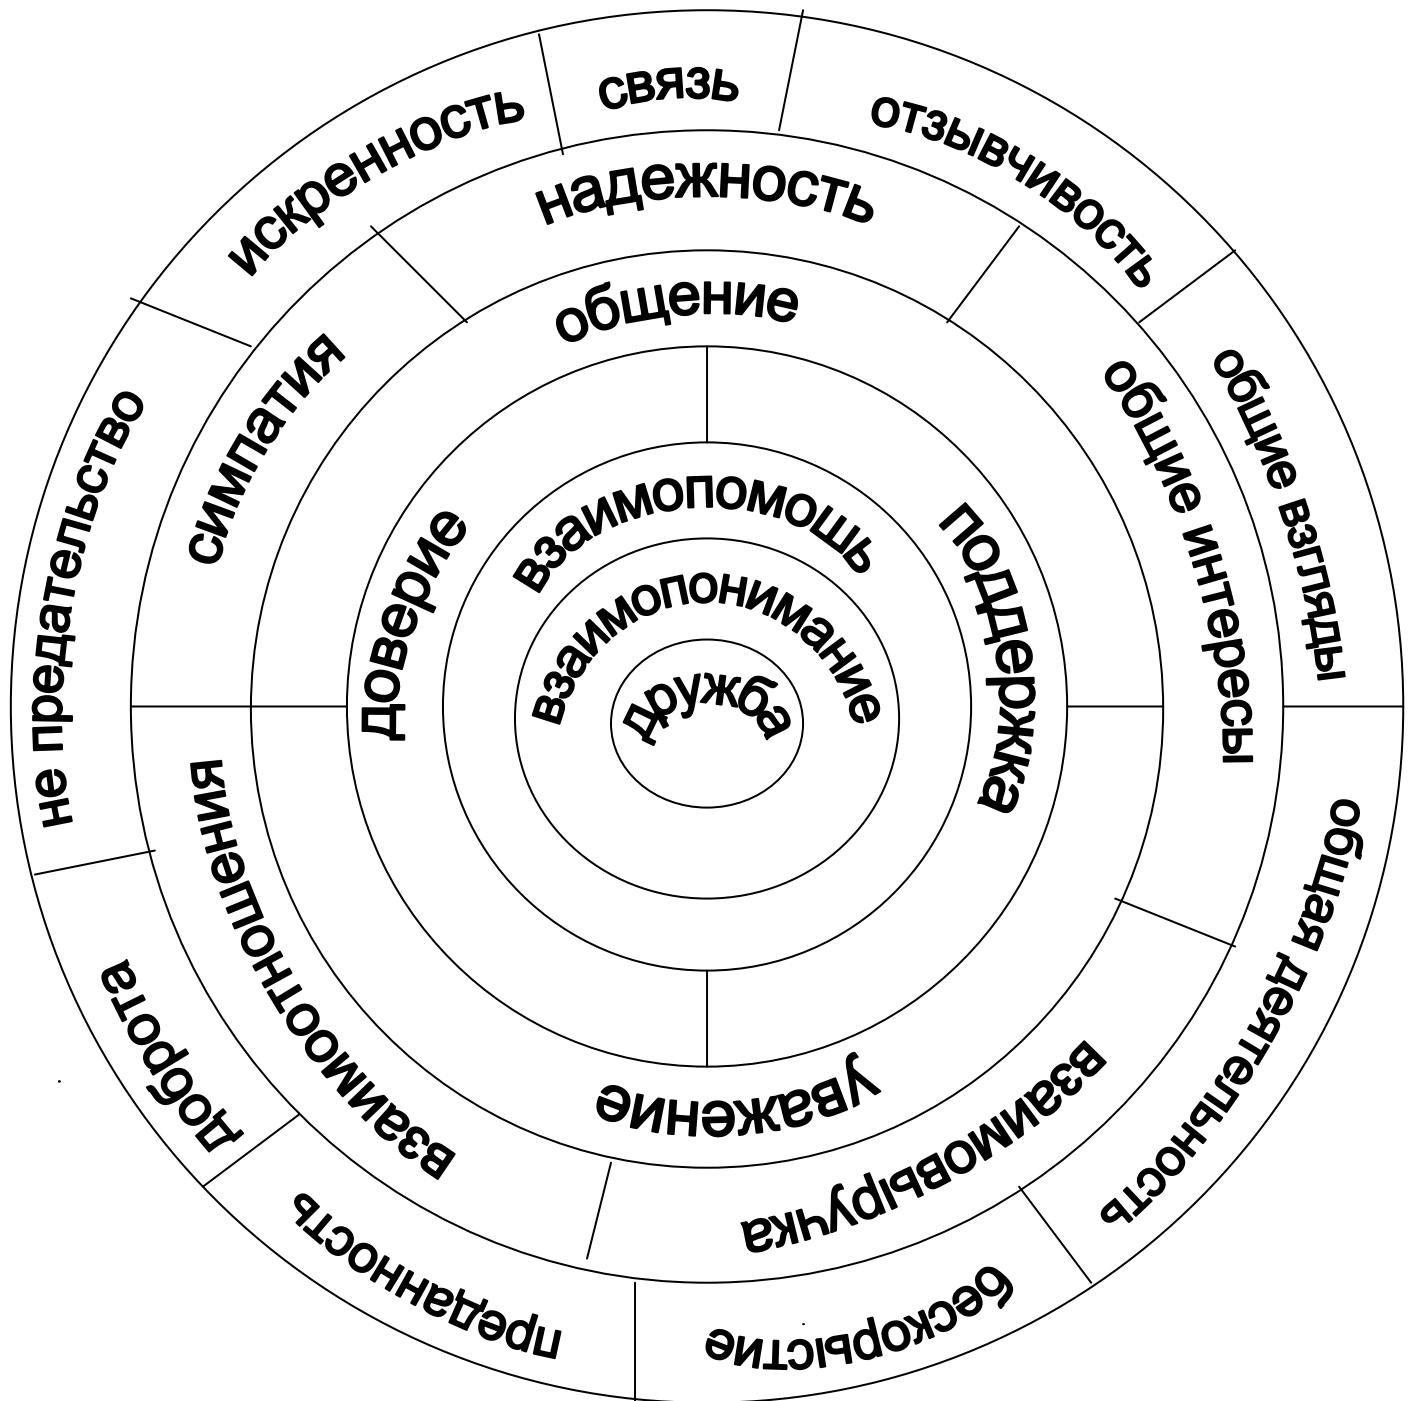 связь
отзывчивость
общие взгляды
общая деятельность
бескорыстие
преданность
доброта
не предательство
искренность
надежность
общие интересы
взаимовыручка
взаимоотношения
симпатия
общение
уважение
поддержка
доверие
взаимопомощь
взаимопонимание
дружба